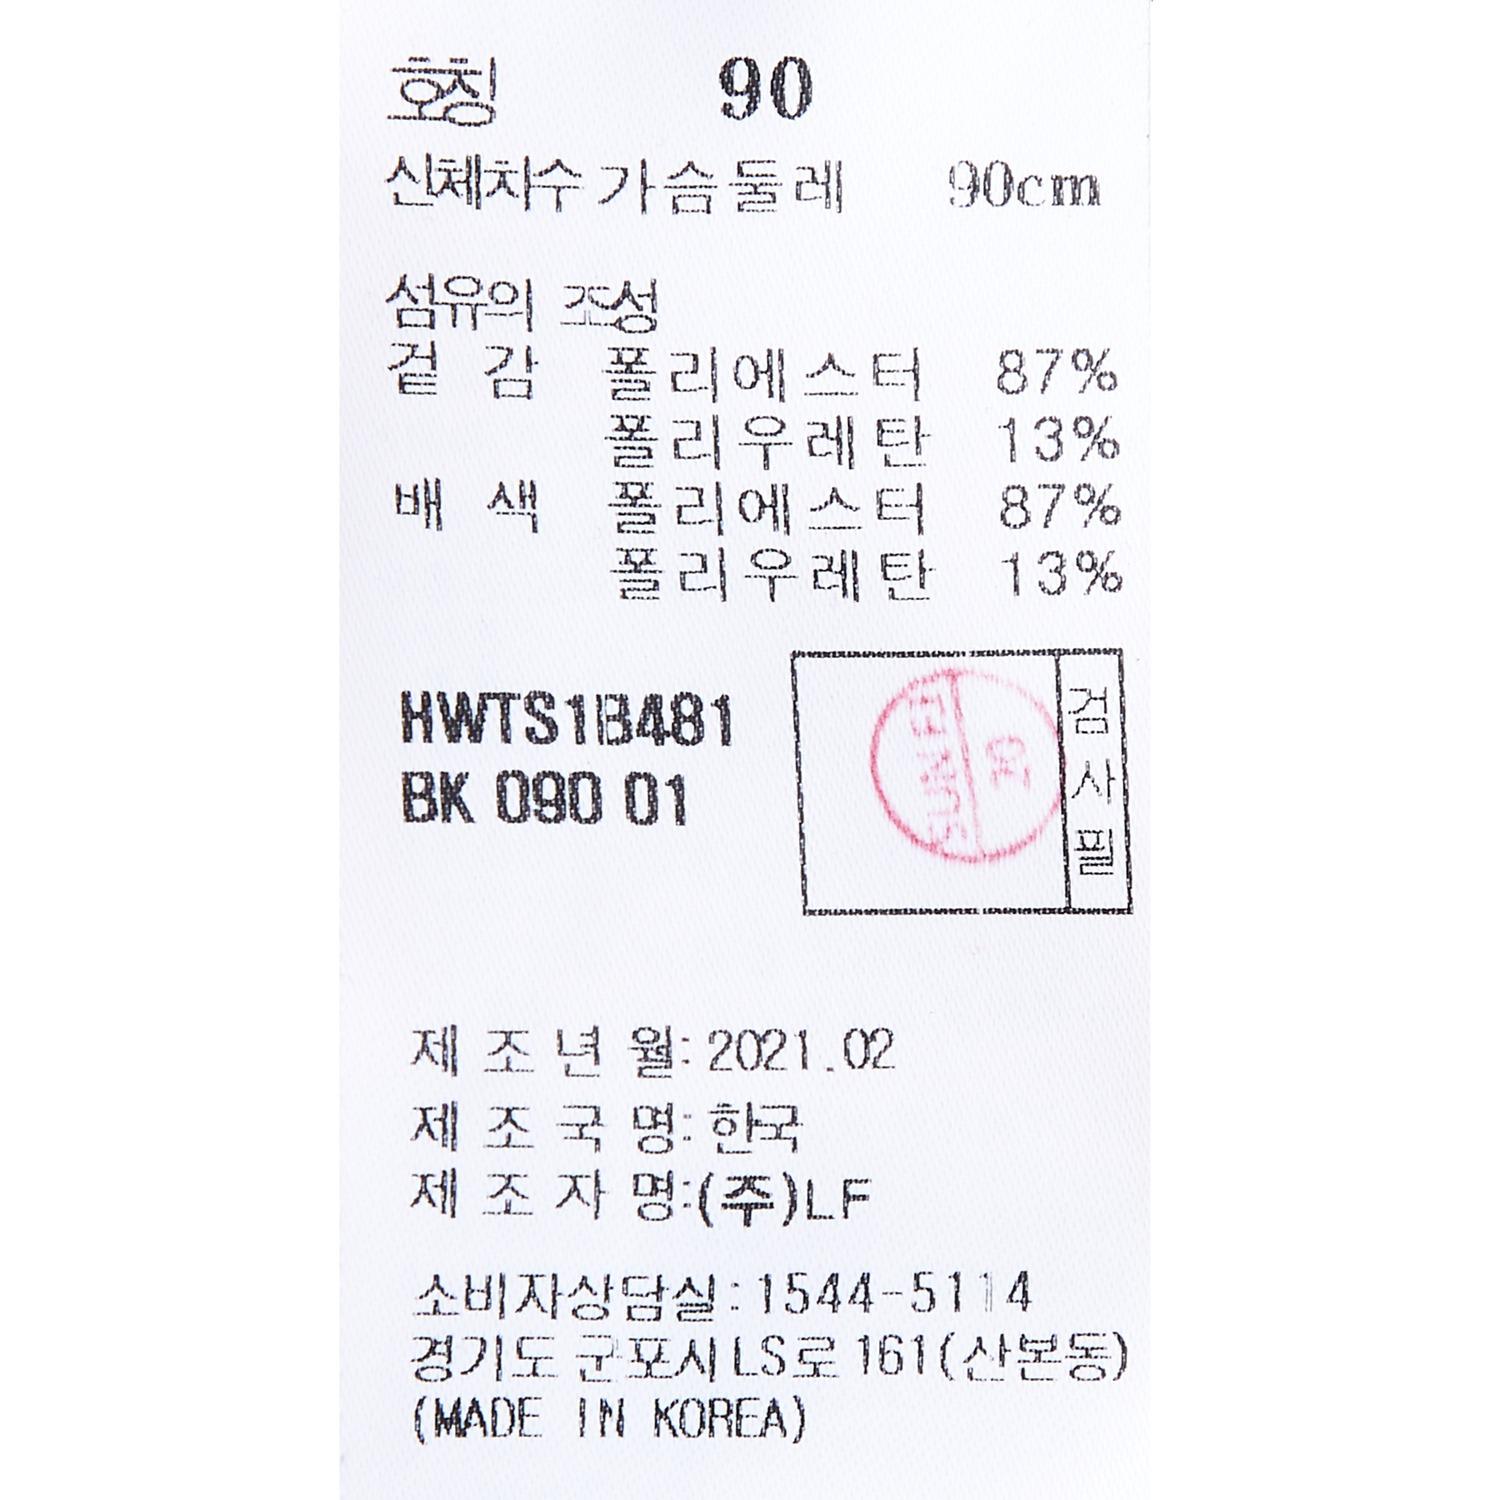 호칭 90
신체치수 가슴둘레 90cm
섬유의 조성
겉 감 폴리에스터 87%
폴리우레탄 13%
배 색 폴리에스터 87%
폴리우레탄 13%
HWTS1B481
BK 090 01
검사필
제 조 년 월: 2021.02
제 조 국 명: 한국
제 조 자 명:(주)LF
소비자상담실: 1544-5114
경기도 군포시 LS로 161(산본동)
(MADE IN KOREA)